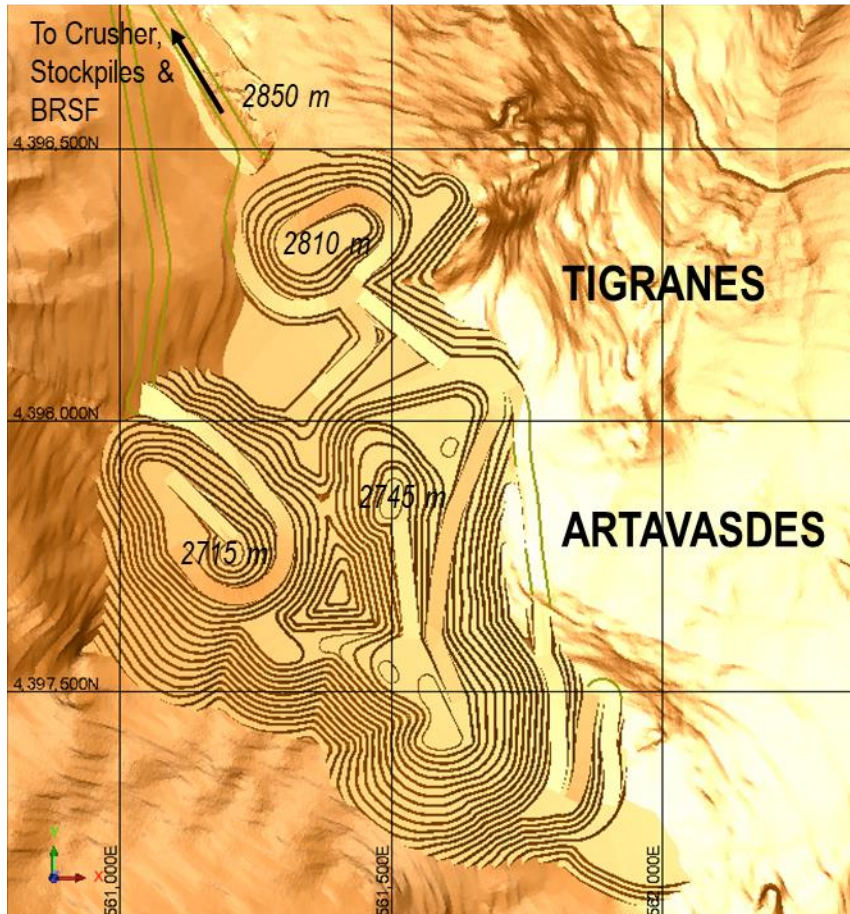 To Crusher,
Stockpiles &
BRSF
2850 m
4,398,500N
2810 m
TIGRANES
4,398,000N
2745 m
ARTAVASDES
2715 m
4,397,500N
Y
X
561,000E
561,500E
562,000E